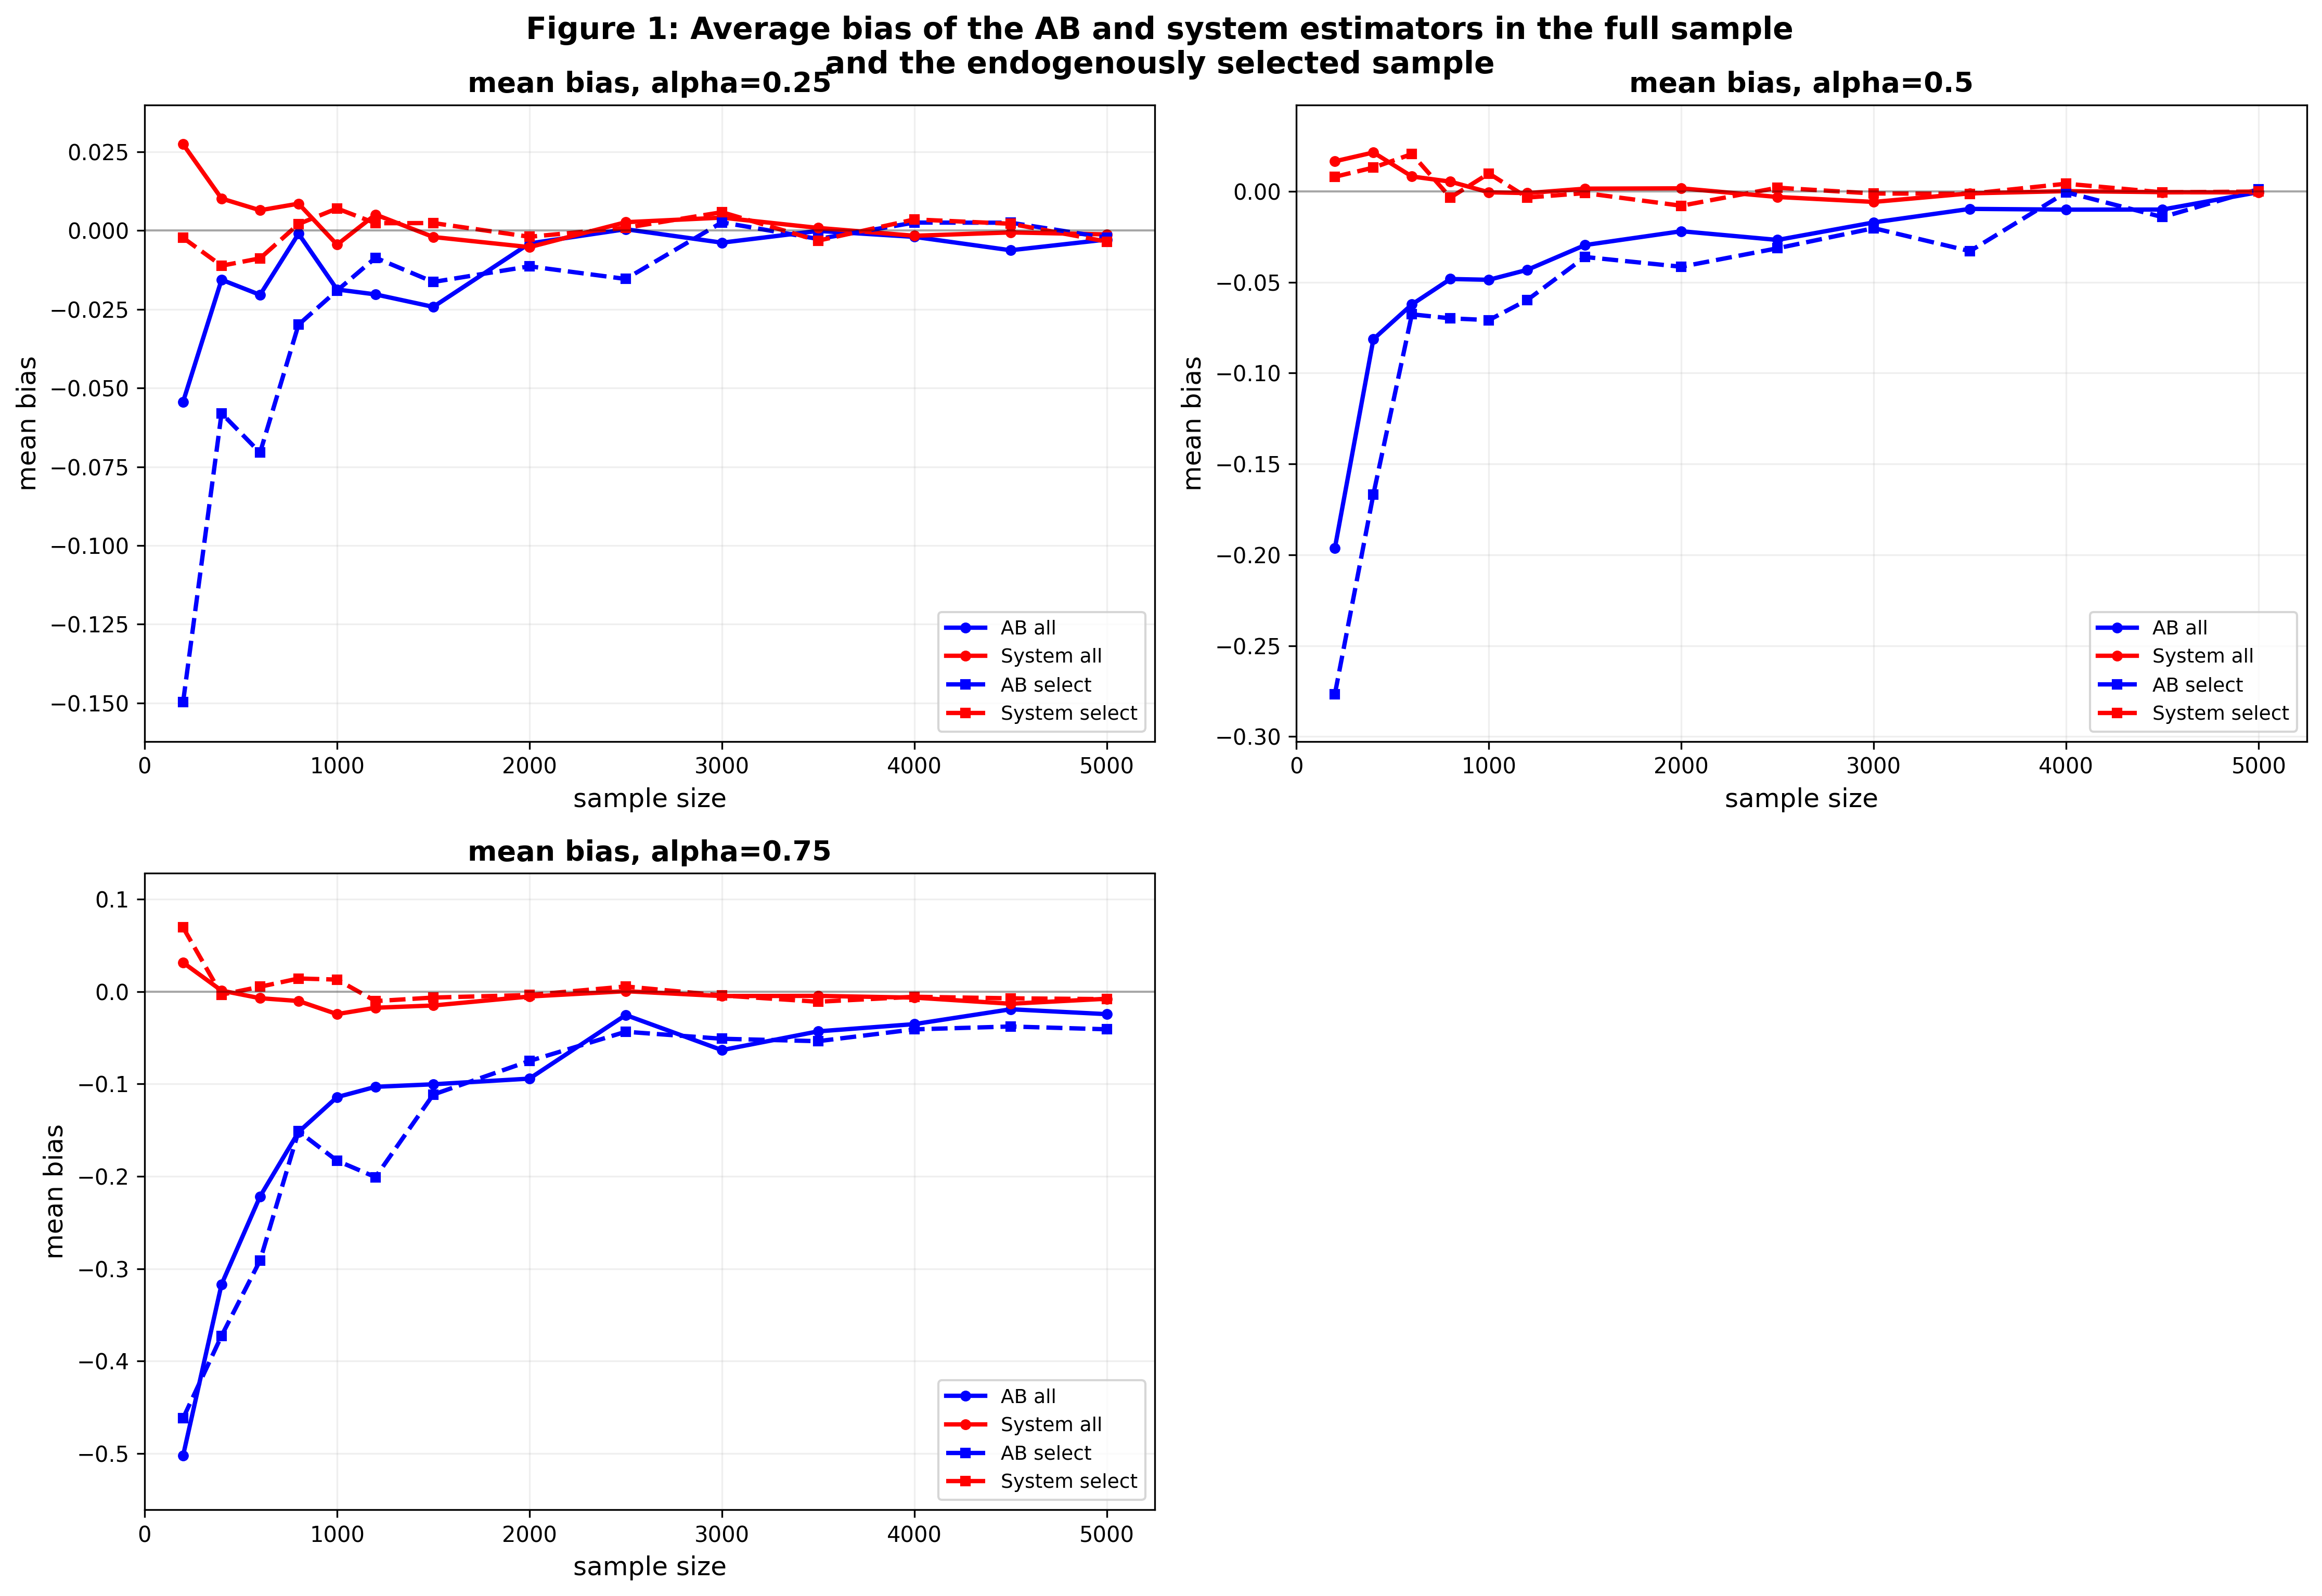 Figure 1: Average bias of the AB and system estimators in the full sample
and the endogenously selected sample
mean bias, alpha=0.25
mean bias
0.025
0.000
−0.025
−0.050
−0.075
−0.100
−0.125
−0.150
AB all
System all
AB select
System select
0 1000 2000 3000 4000 5000
sample size
mean bias, alpha=0.5
mean bias
0.00
−0.05
−0.10
−0.15
−0.20
−0.25
−0.30
AB all
System all
AB select
System select
0 1000 2000 3000 4000 5000
sample size
mean bias, alpha=0.75
mean bias
0.1
0.0
−0.1
−0.2
−0.3
−0.4
−0.5
AB all
System all
AB select
System select
0 1000 2000 3000 4000 5000
sample size